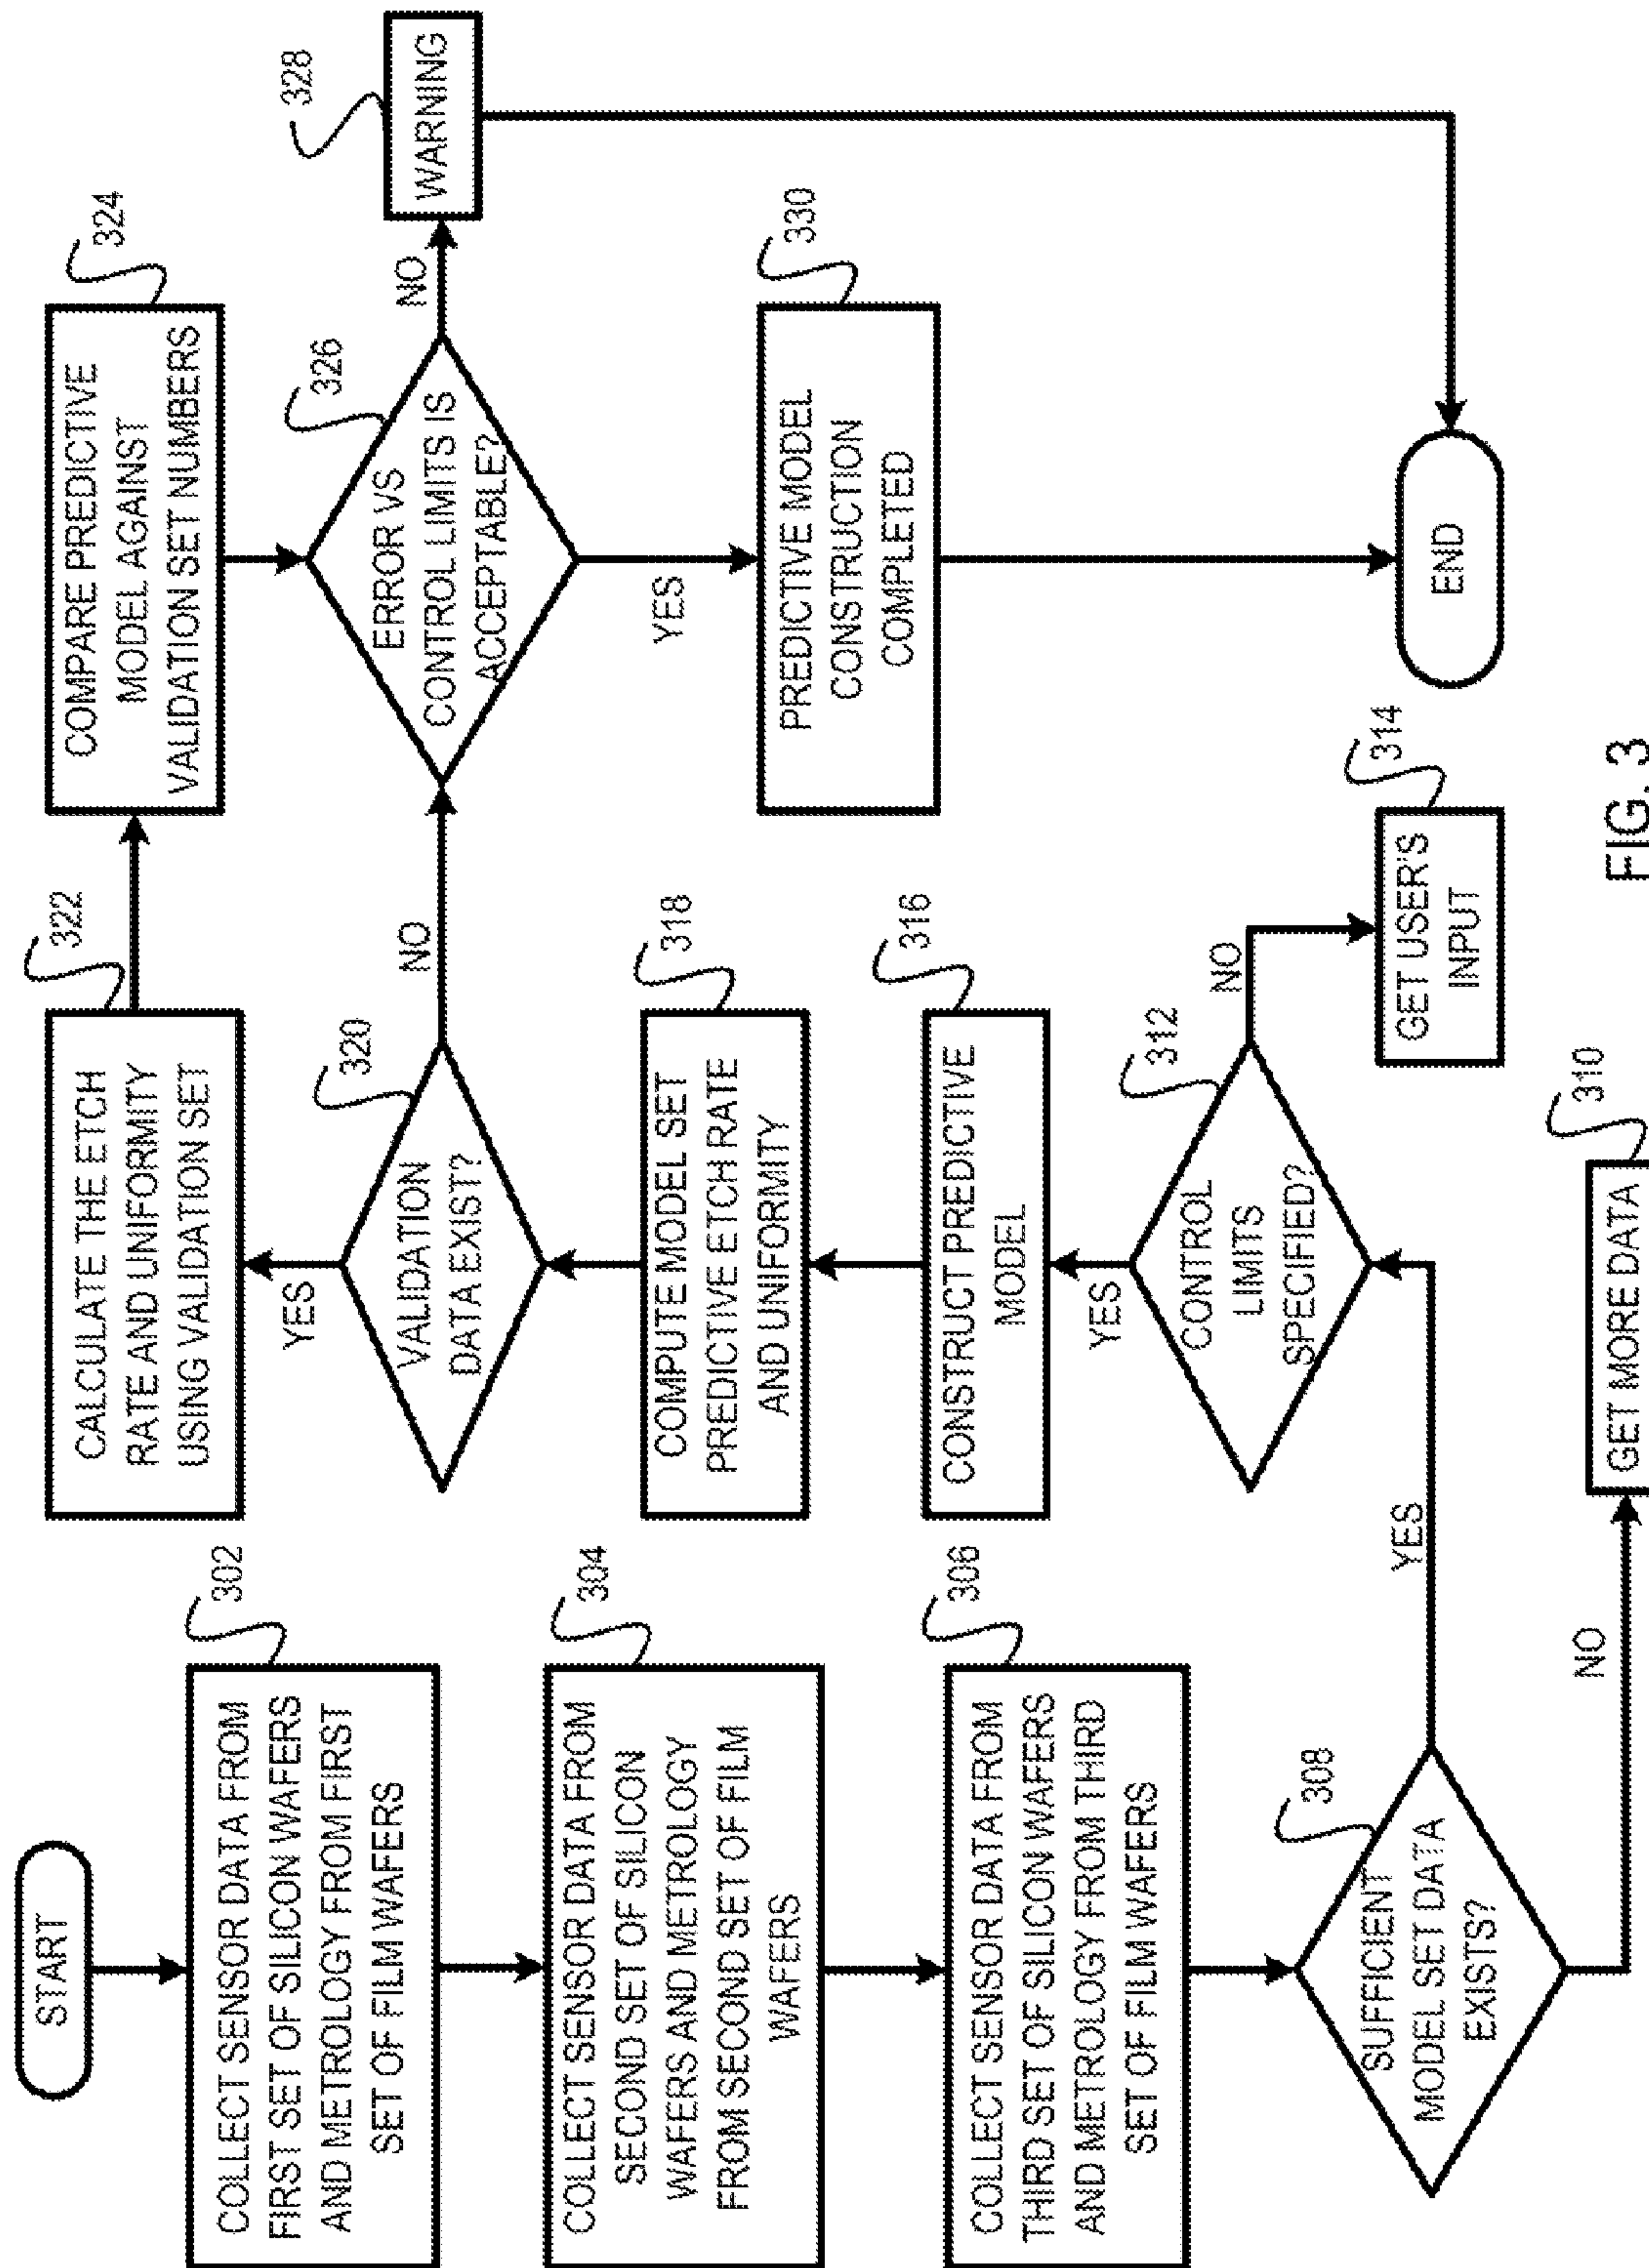 START
302
COLLECT SENSOR DATA FROM
FIRST SET OF SILICON WAFERS
AND METROLOGY FROM FIRST
SET OF FILM WAFERS
304
COLLECT SENSOR DATA FROM
SECOND SET OF SILICON
WAFERS AND METROLOGY
FROM SECOND SET OF FILM
WAFERS
306
COLLECT SENSOR DATA FROM
THIRD SET OF SILICON WAFERS
AND METROLOGY FROM THIRD
SET OF FILM WAFERS
308
SUFFICIENT
MODEL SET DATA
EXISTS?
YES
NO
310
GET MORE DATA
312
CONTROL
LIMITS
SPECIFIED?
NO
314
GET USER'S
INPUT
YES
316
CONSTRUCT PREDICTIVE
MODEL
318
COMPUTE MODEL SET
PREDICTIVE ETCH RATE
AND UNIFORMITY
320
VALIDATION
DATA EXIST?
YES
NO
322
CALCULATE THE ETCH
RATE AND UNIFORMITY
USING VALIDATION SET
324
COMPARE PREDICTIVE
MODEL AGAINST
VALIDATION SET NUMBERS
326
ERROR VS
CONTROL LIMITS IS
ACCEPTABLE?
NO
328
WARNING
YES
330
PREDICTIVE MODEL
CONSTRUCTION
COMPLETED
END
FIG. 3